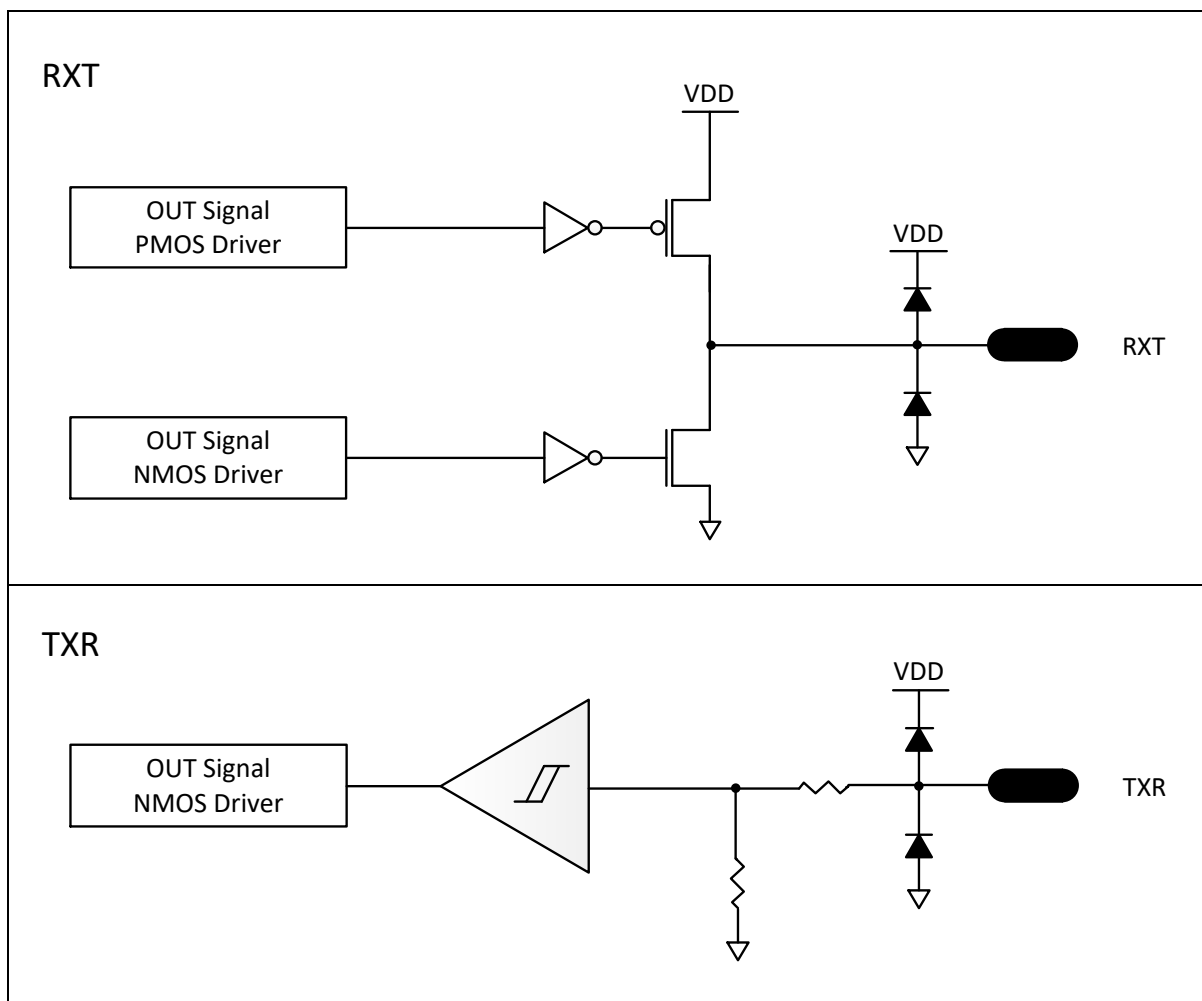 RXT
VDD
OUT Signal
PMOS Driver
VDD
RXT
OUT Signal
NMOS Driver
TXR
VDD
OUT Signal
NMOS Driver
TXR